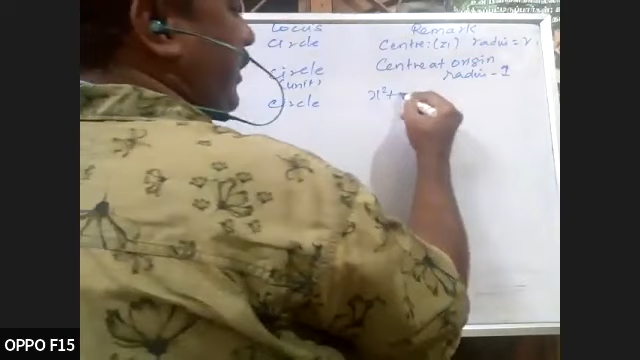 Locus Remark
Circle Centre: (z1) radius = r.
Circle Centre at origin
(unit) radius - 1
Circle x²+
OPPO F15